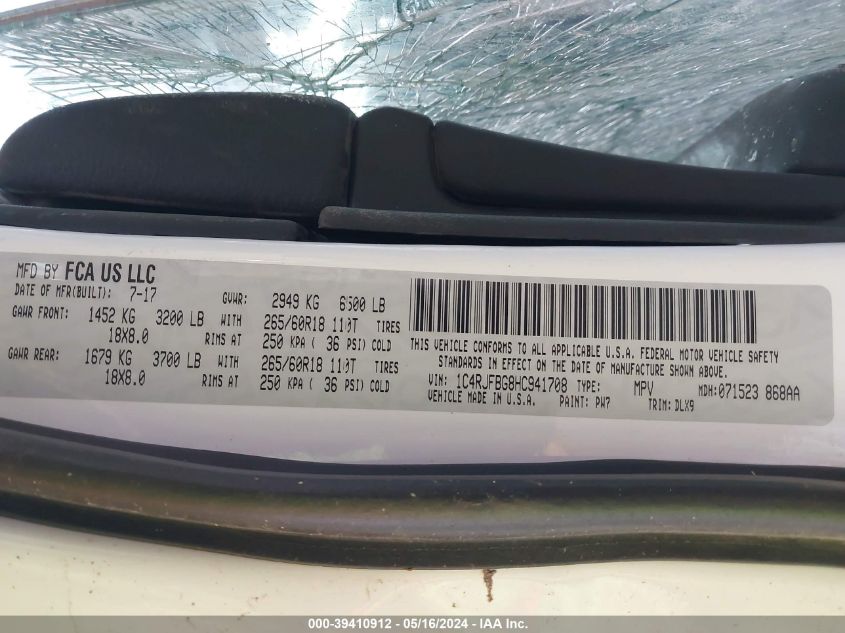 MFD BY FCA US LLC
DATE OF MFR(BUILT): 7-17 GVWR: 2949 KG 6500 LB
GAWR FRONT: 1452 KG 3200 LB WITH 265/60R18 110T TIRES
18X8.0 RIMS AT 250 KPA ( 36 PSI) COLD
GAWR REAR: 1679 KG 3700 LB WITH 265/60R18 110T TIRES
18X8.0 RIMS AT 250 KPA ( 36 PSI) COLD
THIS VEHICLE CONFORMS TO ALL APPLICABLE U.S.A. FEDERAL MOTOR VEHICLE SAFETY
STANDARDS IN EFFECT ON THE DATE OF MANUFACTURE SHOWN ABOVE.
VIN: 1C4RJFBG8HC941708 TYPE: MPV MDH:071523 868AA
VEHICLE MADE IN U.S.A. PAINT: PW7 TRIM: DLX9
000-39410912 - 05/16/2024 - IAA Inc.